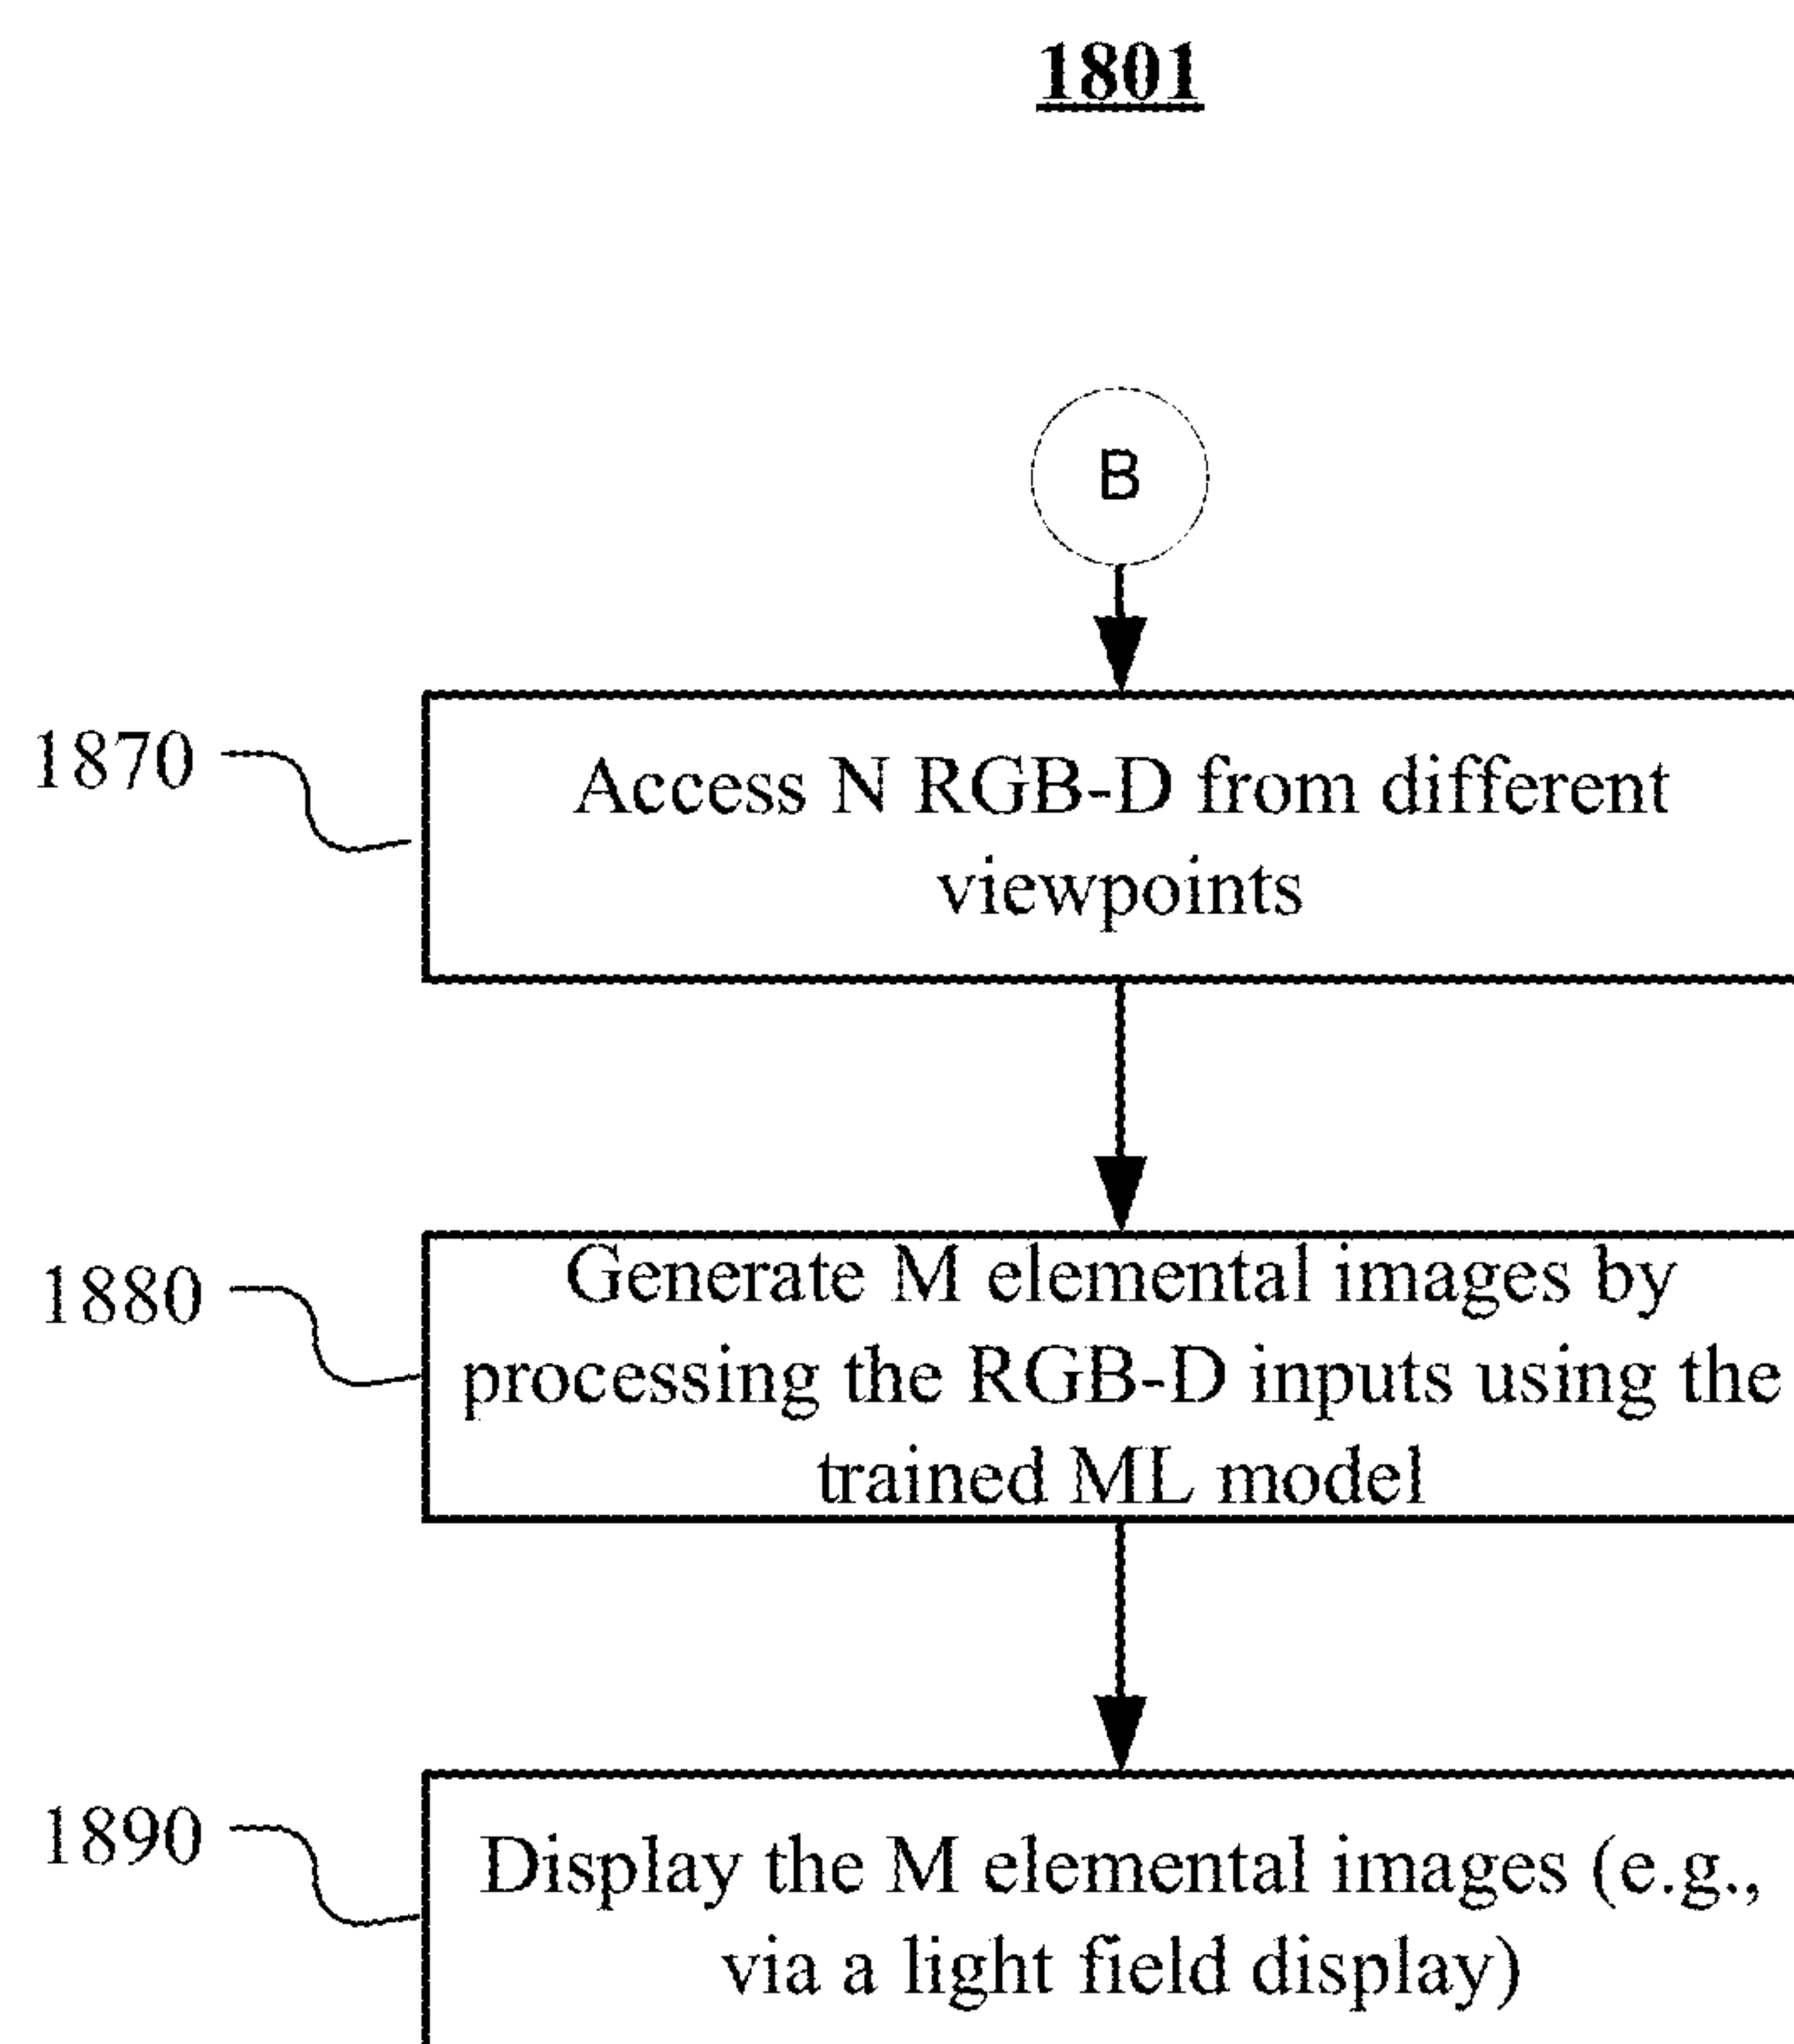 1801
B
1870
Access N RGB-D from different
viewpoints
1880
Generate M elemental images by
processing the RGB-D inputs using the
trained ML model
1890
Display the M elemental images (e.g.,
via a light field display)